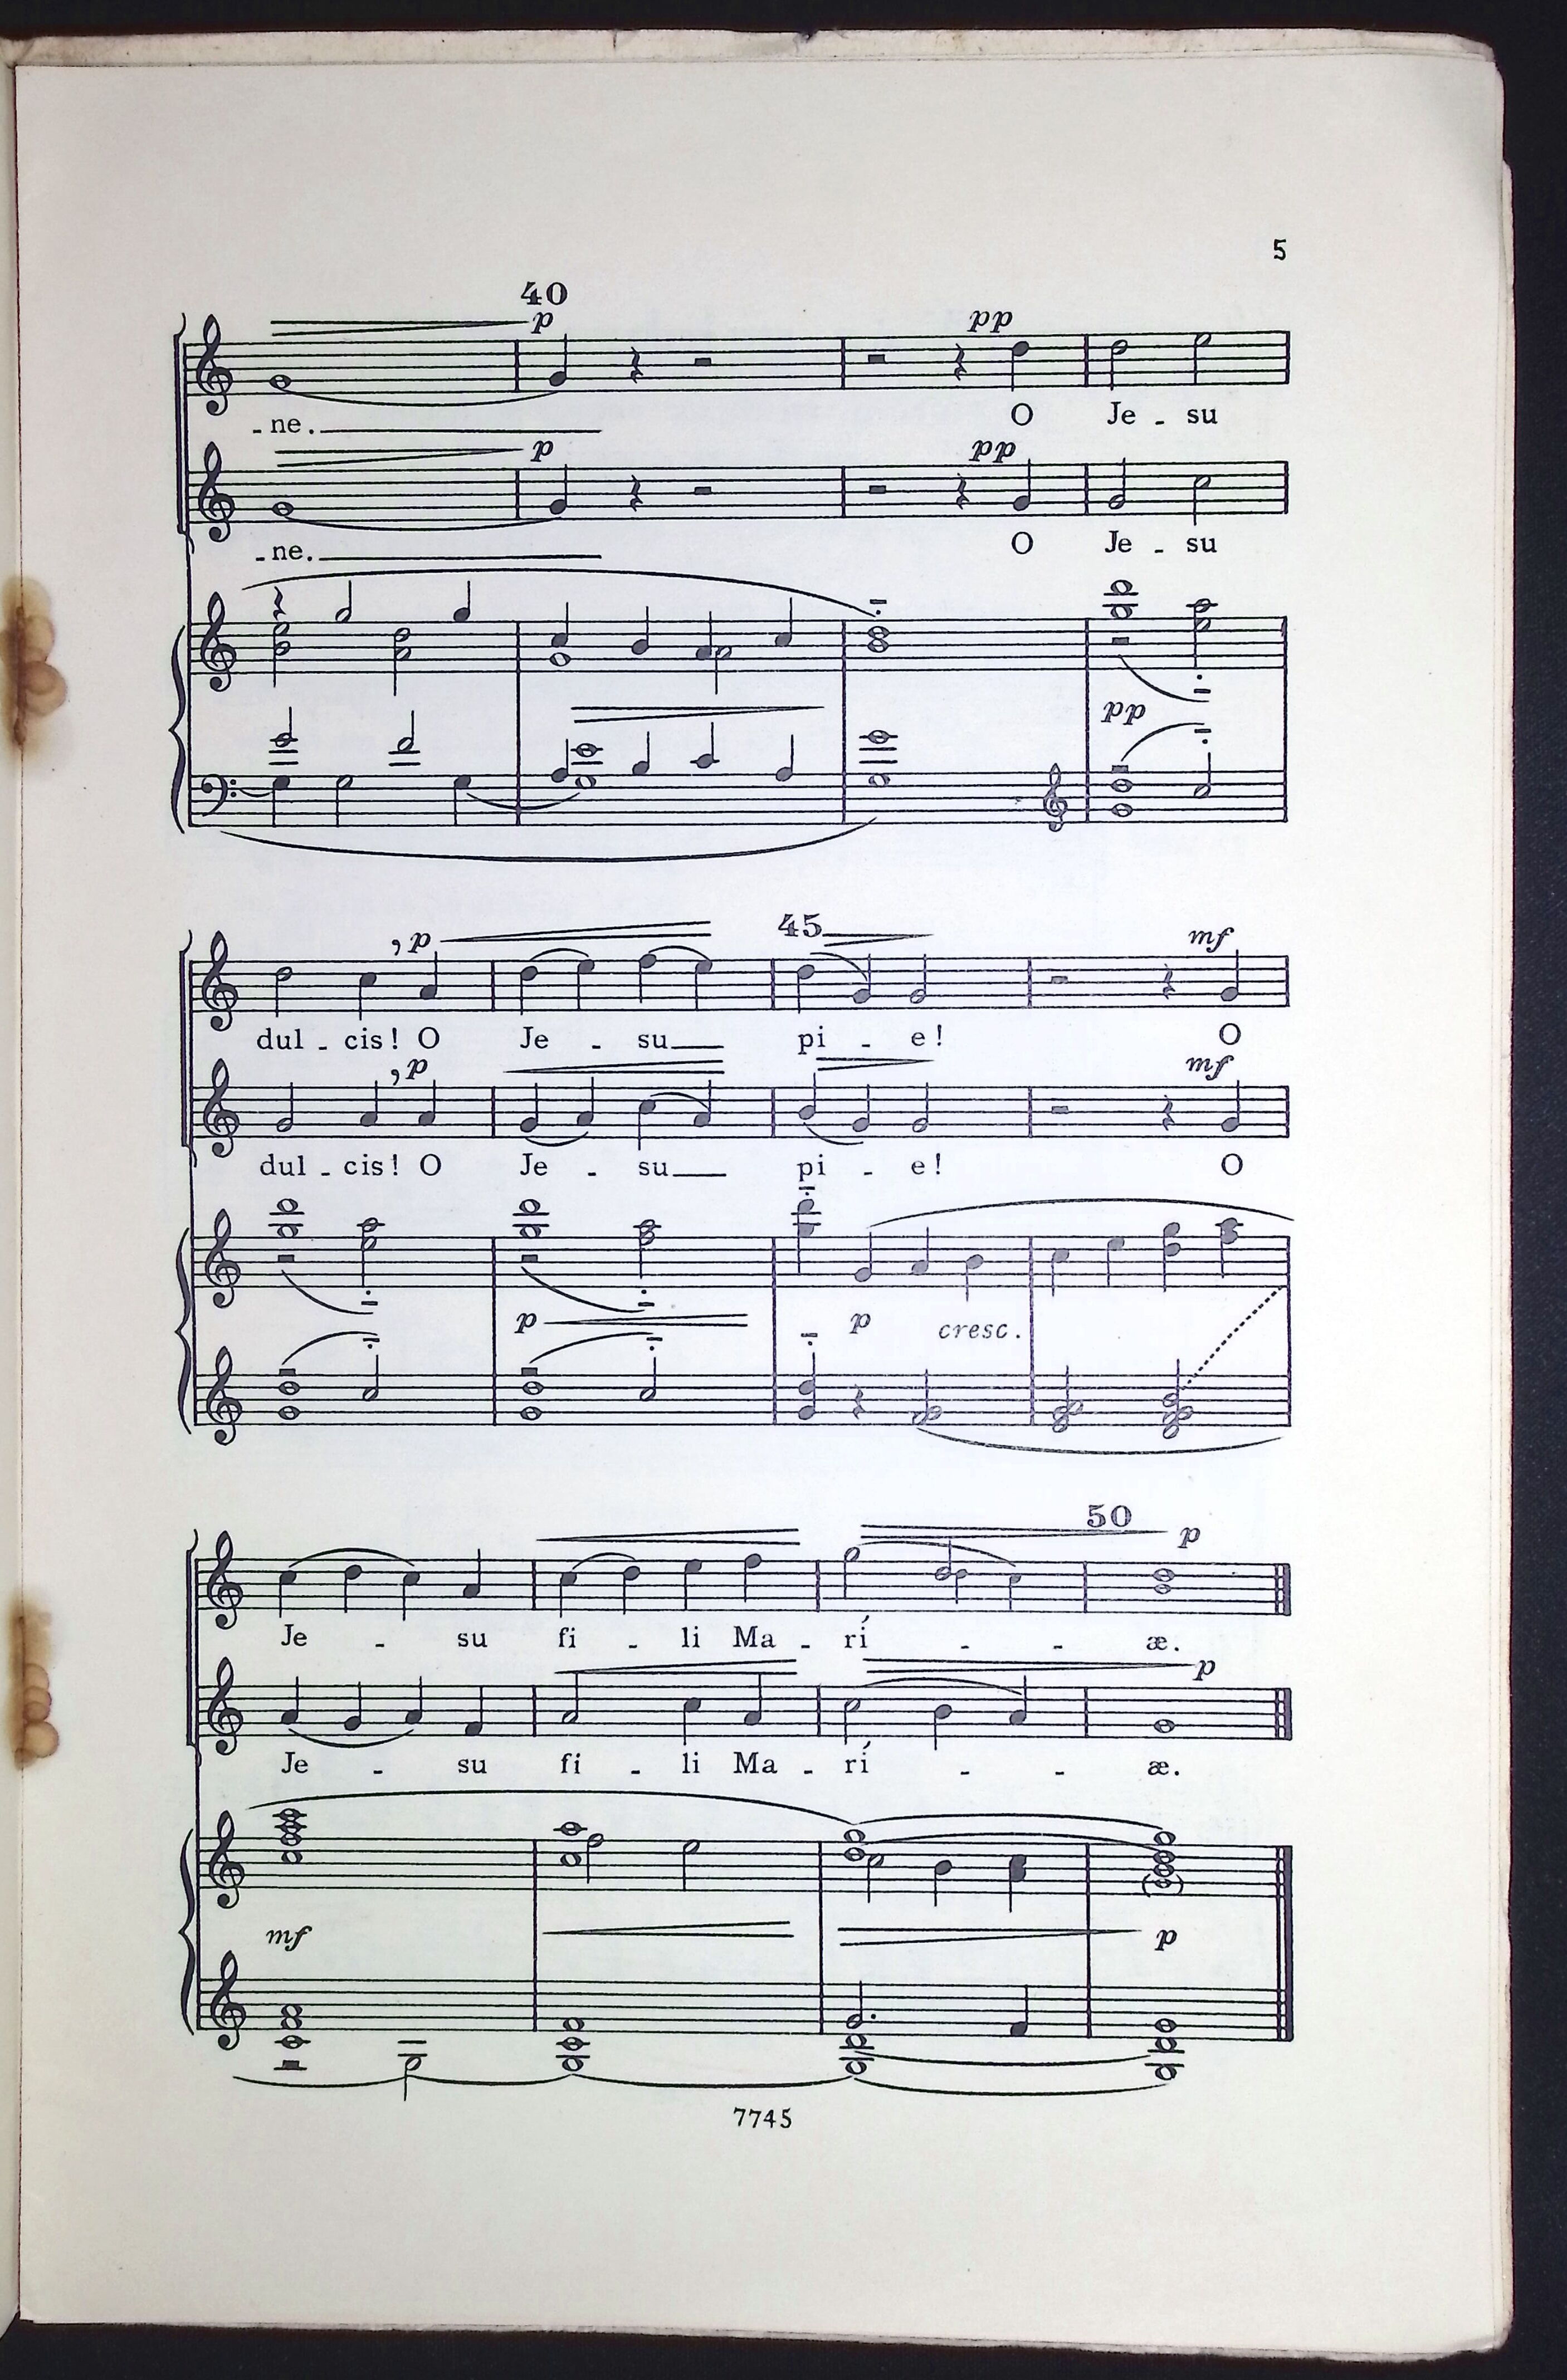 5
40
p
pp
- ne. O Je - su
p
pp
- ne. O Je - su
pp
, p
45
mf
dul - cis! O Je - su pi - e! O
, p
mf
dul - cis! O Je - su pi - e! O
p p cresc.
50
p
Je - su fi - li Ma - rí - - æ.
p
Je - su fi - li Ma - rí - - æ.
mf p
7745